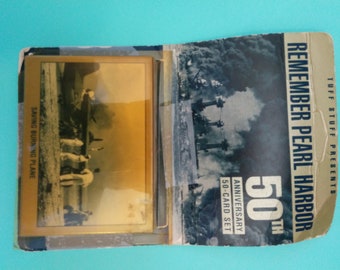 TUFF STUFF PRESENTS
REMEMBER PEARL HARBOR
50TH
ANNIVERSARY
50-CARD SET
SAVING BURNING PLANE